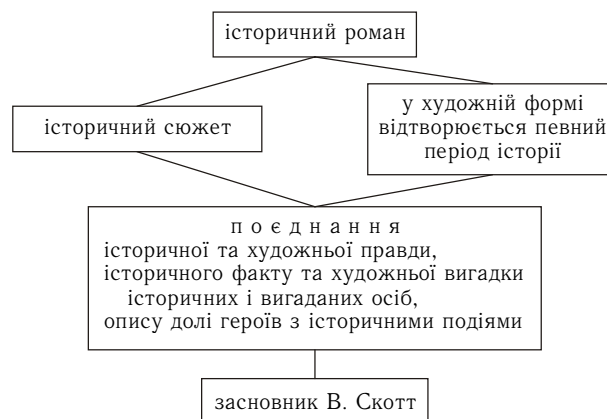 історичний роман
історичний сюжет
у художній формі
відтворюється певний
період історії
поєднання
історичної та художньої правди,
історичного факту та художньої вигадки
історичних і вигаданих осіб,
опису долі героїв з історичними подіями
засновник В. Скотт